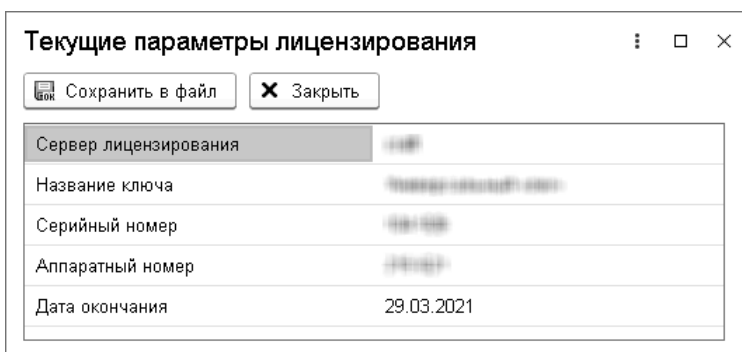 Текущие параметры лицензирования
Сохранить в файл Закрыть
Сервер лицензирования
Название ключа
Серийный номер
Аппаратный номер
Дата окончания 29.03.2021